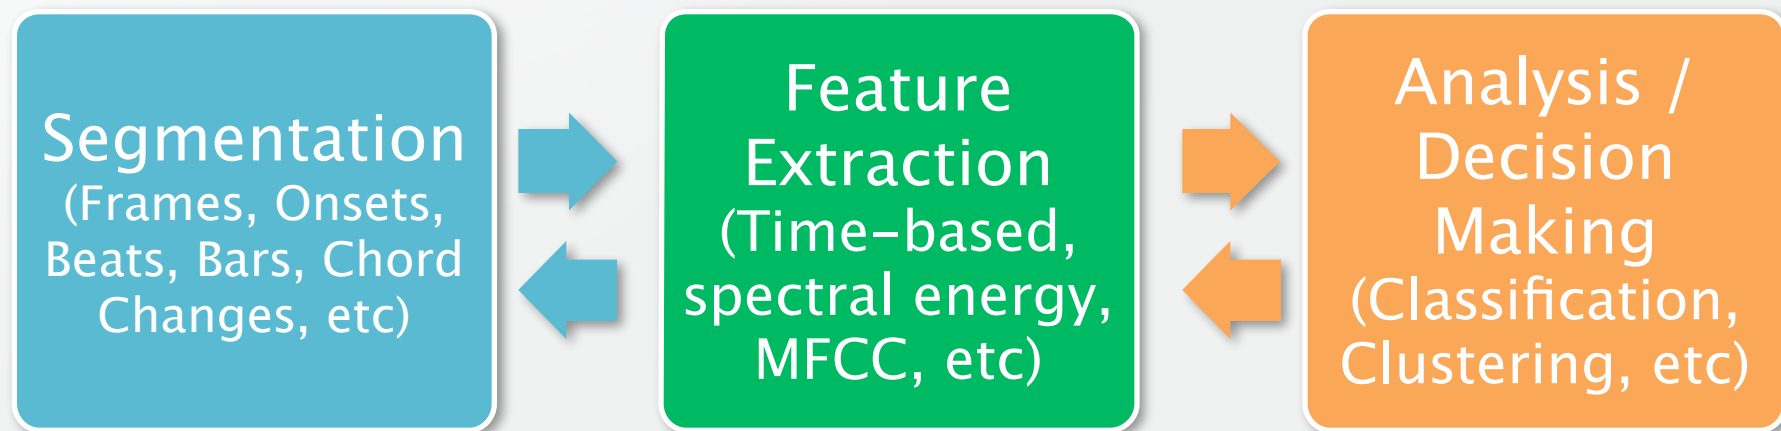 Segmentation
(Frames, Onsets,
Beats, Bars, Chord
Changes, etc)
Feature
Extraction
(Time-based,
spectral energy,
MFCC, etc)
Analysis /
Decision
Making
(Classification,
Clustering, etc)